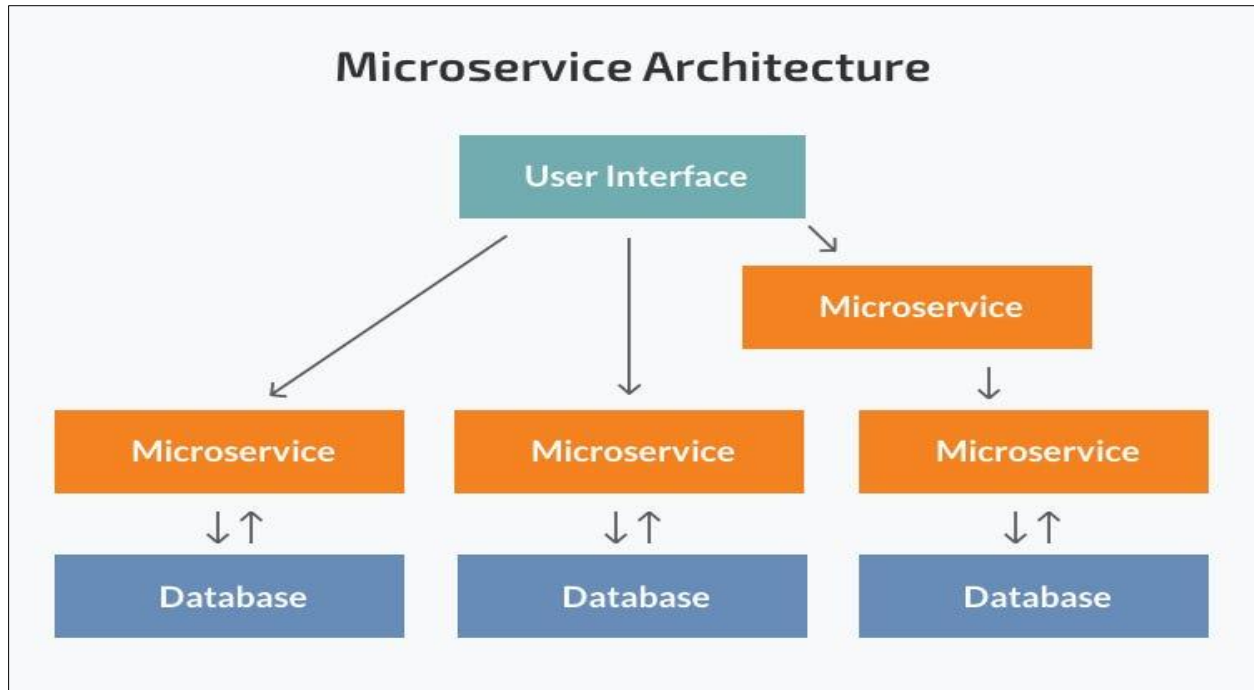 Microservice Architecture
User Interface
Microservice
Microservice
Microservice
Microservice
Database
Database
Database